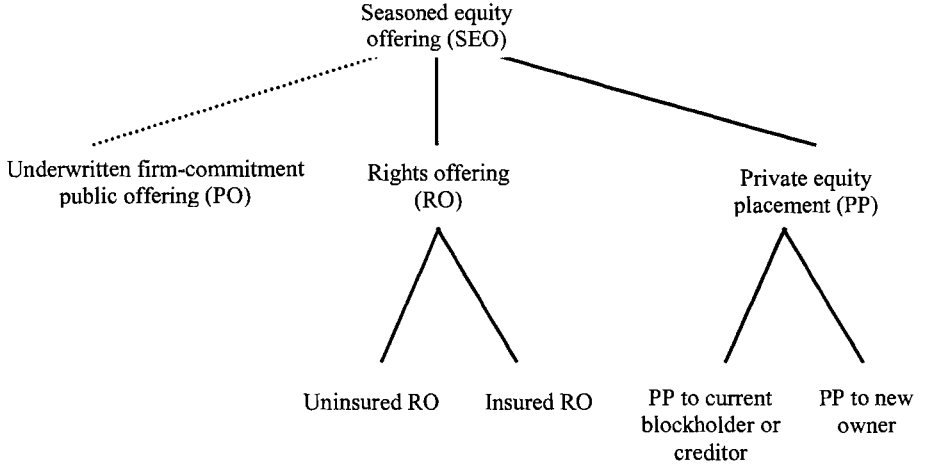 Seasoned equity
offering (SEO)
Underwritten firm-commitment
public offering (PO)
Rights offering
(RO)
Private equity
placement (PP)
Uninsured RO
Insured RO
PP to current
blockholder or
creditor
PP to new
owner